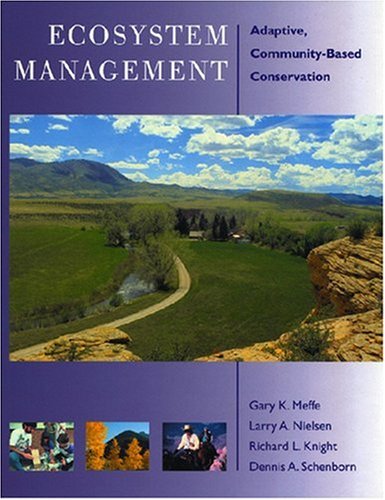 ECOSYSTEM
MANAGEMENT
Adaptive,
Community-Based
Conservation
Gary K. Meffe
Larry A. Nielsen
Richard L. Knight
Dennis A. Schenborn